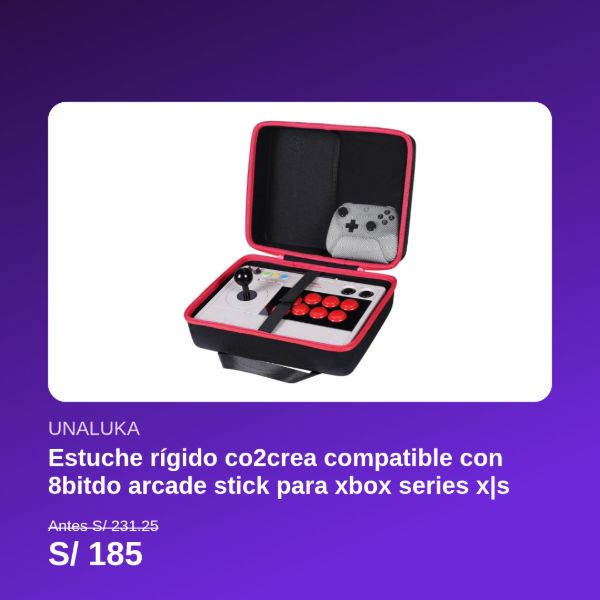 UNALUKA
Estuche rígido co2crea compatible con
8bitdo arcade stick para xbox series x|s
Antes S/ 231.25
S/ 185